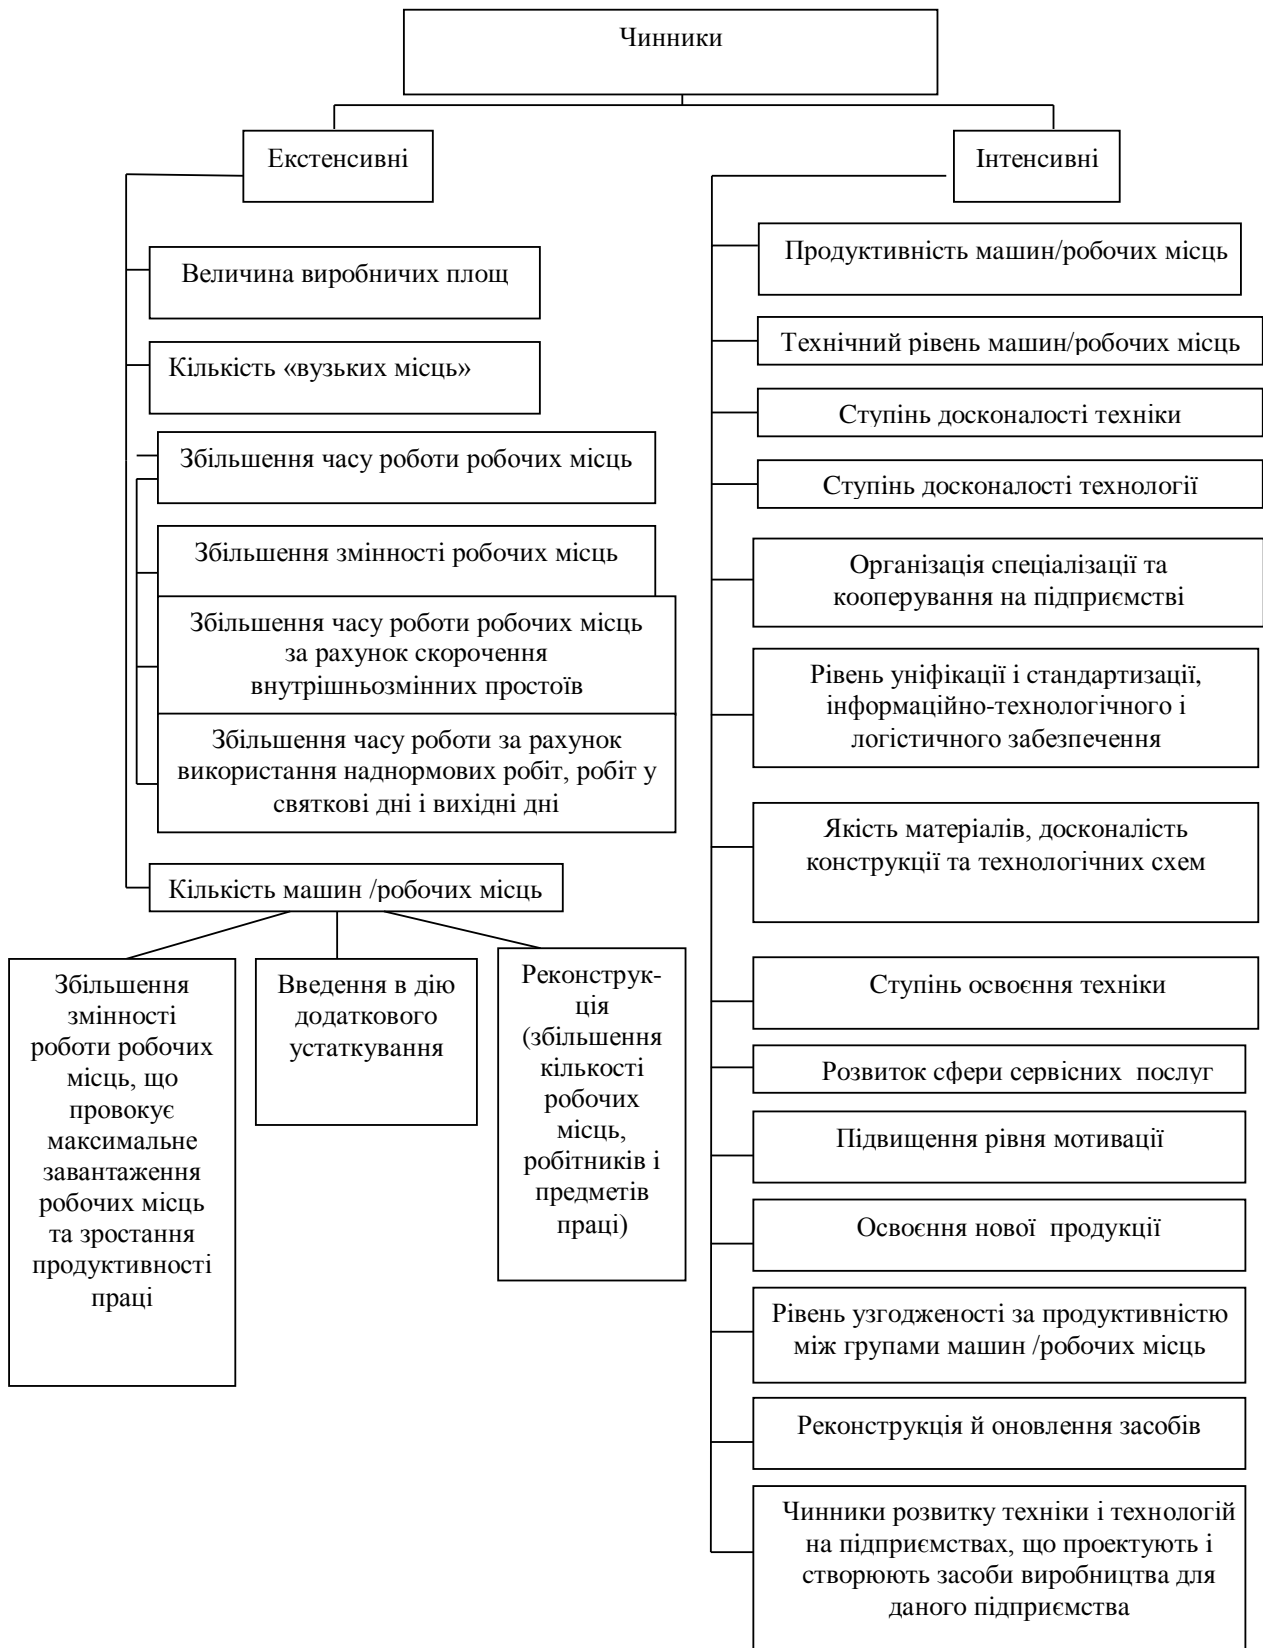 Чинники
Екстенсивні
Інтенсивні
Величина виробничих площ
Кількість «вузьких місць»
Збільшення часу роботи робочих місць
Збільшення змінності робочих місць
Збільшення часу роботи робочих місць
за рахунок скорочення
внутрішньозмінних простоїв
Збільшення часу роботи за рахунок
використання наднормових робіт, робіт у
святкові дні і вихідні дні
Кількість машин /робочих місць
Збільшення
змінності
роботи робочих
місць, що
провокує
максимальне
завантаження
робочих місць
та зростання
продуктивності
праці
Введення в дію
додаткового
устаткування
Реконструк-
ція
(збільшення
кількості
робочих
місць,
робітників і
предметів
праці)
Продуктивність машин/робочих місць
Технічний рівень машин/робочих місць
Ступінь досконалості техніки
Ступінь досконалості технології
Організація спеціалізації та
кооперування на підприємстві
Рівень уніфікації і стандартизації,
інформаційно-технологічного і
логістичного забезпечення
Якість матеріалів, досконалість
конструкції та технологічних схем
Ступінь освоєння техніки
Розвиток сфери сервісних послуг
Підвищення рівня мотивації
Освоєння нової продукції
Рівень узгодженості за продуктивністю
між групами машин /робочих місць
Реконструкція й оновлення засобів
Чинники розвитку техніки і технологій
на підприємствах, що проектують і
створюють засоби виробництва для
даного підприємства